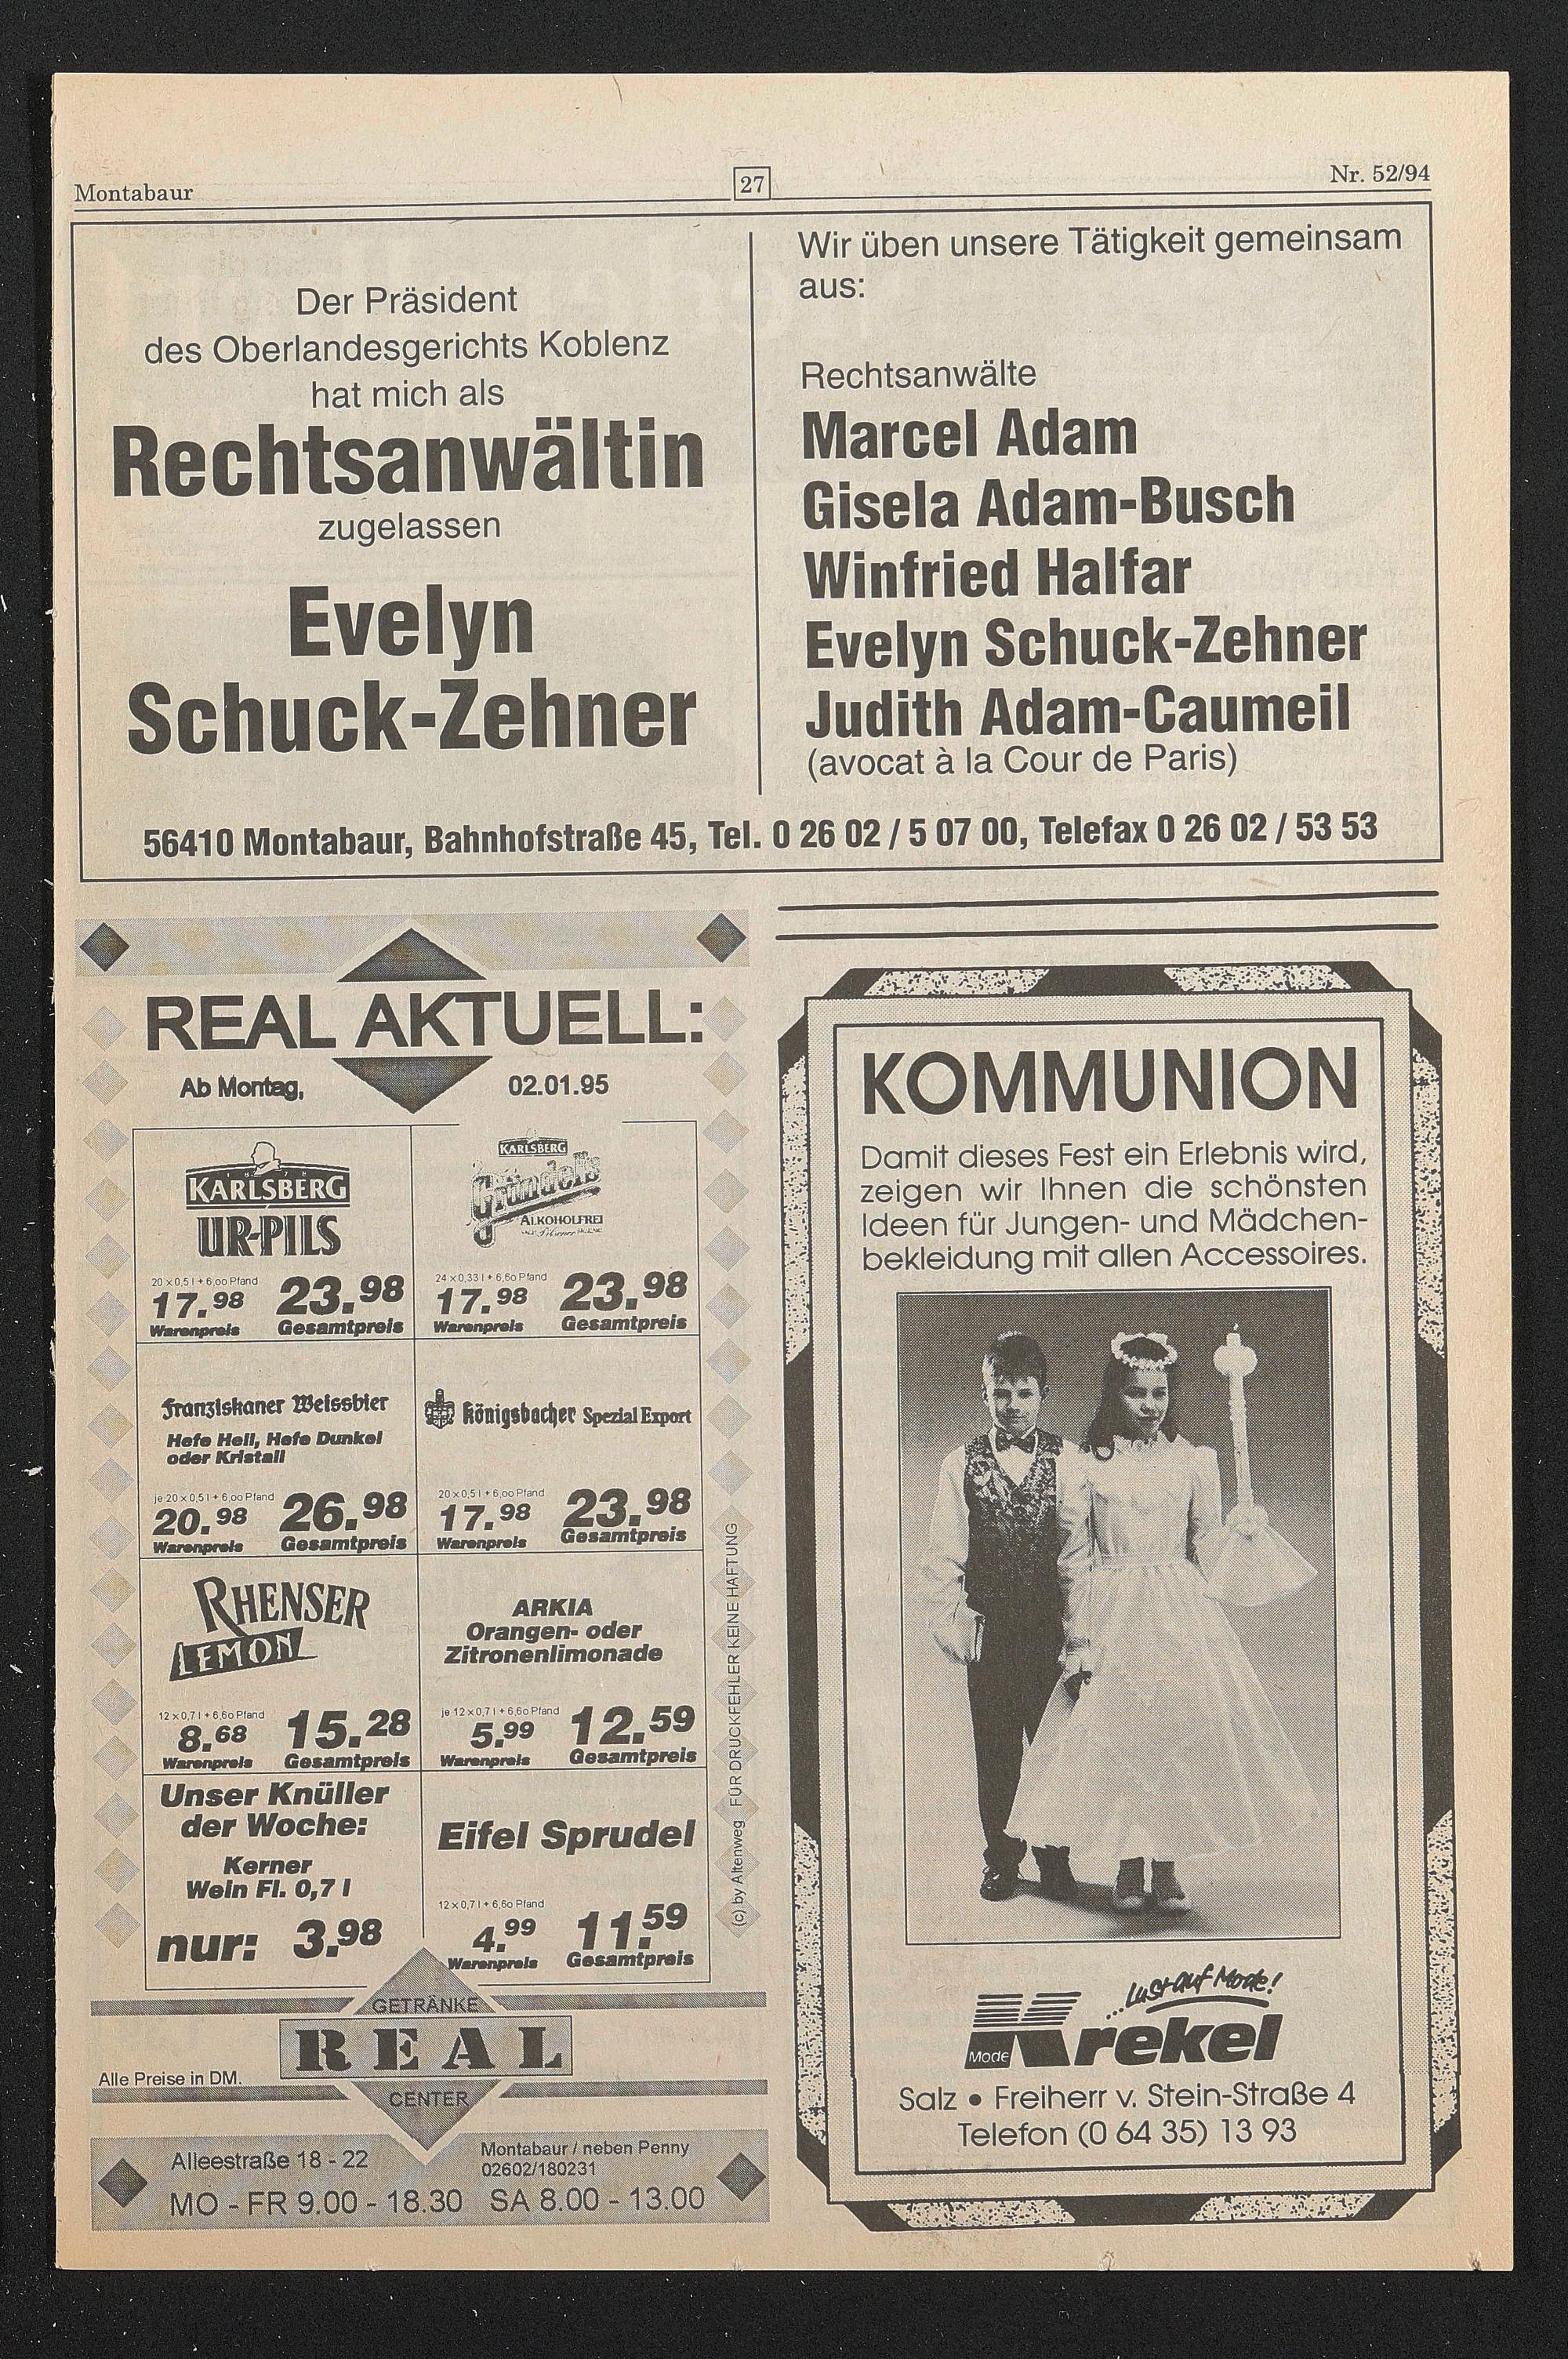 Montabaur
27
Nr. 52/94
Der Präsident
des Oberlandesgerichts Koblenz
hat mich als
Rechtsanwältin
zugelassen
Evelyn
Schuck-Zehner
Wir üben unsere Tätigkeit gemeinsam
aus:
Rechtsanwälte
Marcel Adam
Gisela Adam-Busch
Winfried Halfar
Evelyn Schuck-Zehner
Judith Adam-Caumeil
(avocat à la Cour de Paris)
56410 Montabaur, Bahnhofstraße 45, Tel. 0 26 02 / 5 07 00, Telefax 0 26 02 / 53 53
REAL AKTUELL:
Ab Montag, 02.01.95
KARLSBERG
UR-PILS
20 x 0,5 l + 6,00 Pfand
17.98 23.98
Warenpreis Gesamtpreis
KARLSBERG
Gründels
ALKOHOLFREI
24 x 0,33 l + 6,60 Pfand
17.98 23.98
Warenpreis Gesamtpreis
Franziskaner Weissbier
Hefe Hell, Hefe Dunkel
oder Kristall
je 20 x 0,5 l + 6,00 Pfand
20.98 26.98
Warenpreis Gesamtpreis
Königsbacher Spezial Export
20 x 0,5 l + 6,00 Pfand
17.98 23.98
Warenpreis Gesamtpreis
RHENSER
LEMON
12 x 0,7 l + 6,60 Pfand
8.68 15.28
Warenpreis Gesamtpreis
ARKIA
Orangen- oder
Zitronenlimonade
je 12 x 0,7 l + 6,60 Pfand
5.99 12.59
Warenpreis Gesamtpreis
Unser Knüller
der Woche:
Kerner
Wein Fl. 0,7 l
nur: 3.98
Eifel Sprudel
12 x 0,7 l + 6,60 Pfand
4.99 11.59
Warenpreis Gesamtpreis
(c) by Altenweg FÜR DRUCKFEHLER KEINE HAFTUNG
GETRÄNKE
REAL
CENTER
Alle Preise in DM.
Alleestraße 18 - 22
Montabaur / neben Penny
02602/180231
MO - FR 9.00 - 18.30 SA 8.00 - 13.00
KOMMUNION
Damit dieses Fest ein Erlebnis wird,
zeigen wir Ihnen die schönsten
Ideen für Jungen- und Mädchen-
bekleidung mit allen Accessoires.
...Lust auf Mode!
Mode Krekel
Salz • Freiherr v. Stein-Straße 4
Telefon (0 64 35) 13 93